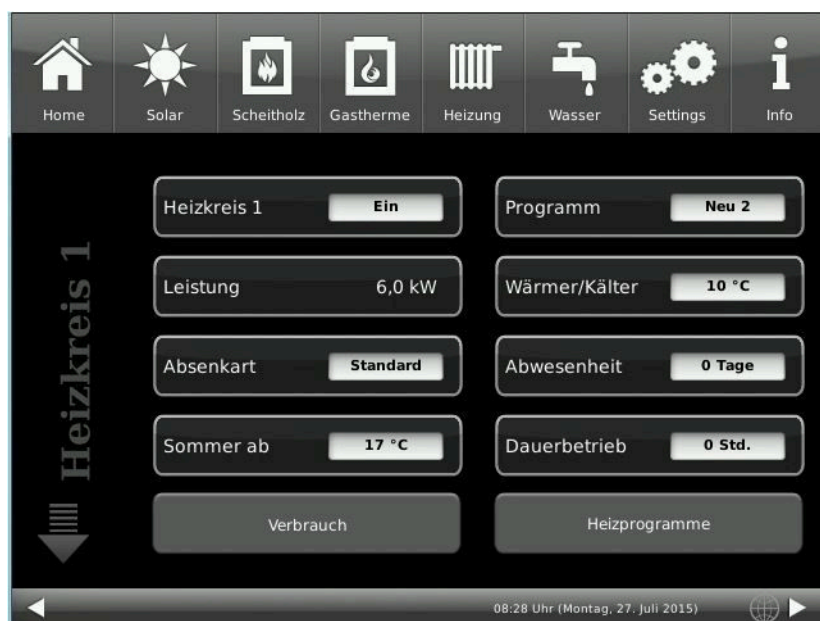 Home Solar Scheitholz Gastherme Heizung Wasser Settings Info
Heizkreis 1
Heizkreis 1 Ein
Programm Neu 2
Leistung 6,0 kW
Wärmer/Kälter 10 °C
Absenkart Standard
Abwesenheit 0 Tage
Sommer ab 17 °C
Dauerbetrieb 0 Std.
Verbrauch
Heizprogramme
08:28 Uhr (Montag, 27. Juli 2015)